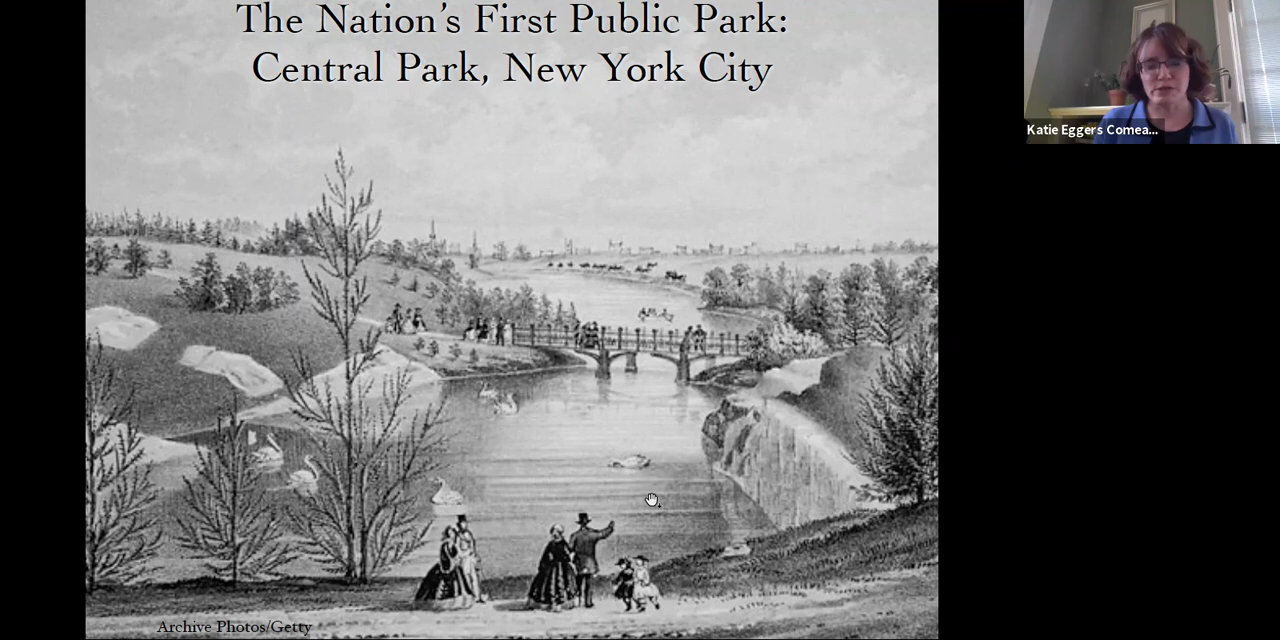 The Nation’s First Public Park:
Central Park, New York City
Katie Eggers Comea...
Archive Photos/Getty